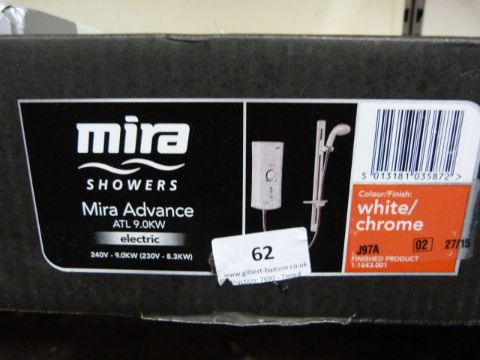 mira
SHOWERS
Mira Advance
ATL 9.0KW
electric
240V - 9.0KW (230V - 8.3KW)
62
www.gilbert-baitson.co.uk
5 013181 035872 >
Colour/Finish:
white/
chrome
J97A 02 27/15
FINISHED PRODUCT
1.1643.001